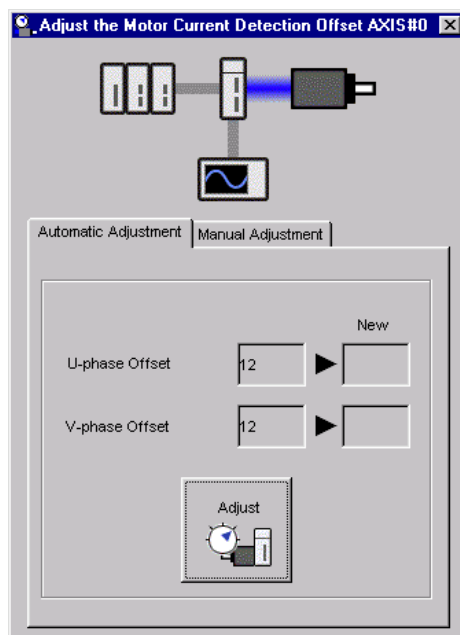 Adjust the Motor Current Detection Offset AXIS#0
Automatic Adjustment
Manual Adjustment
New
U-phase Offset 12
V-phase Offset 12
Adjust